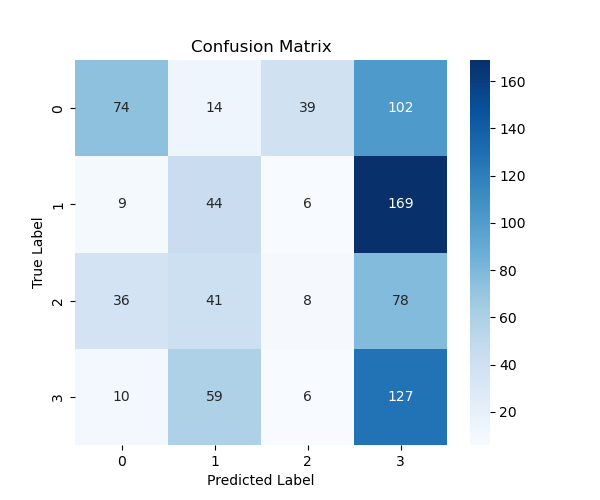 Confusion Matrix
True Label
0 74 14 39 102
1 9 44 6 169
2 36 41 8 78
3 10 59 6 127
0 1 2 3
Predicted Label
160
140
120
100
80
60
40
20